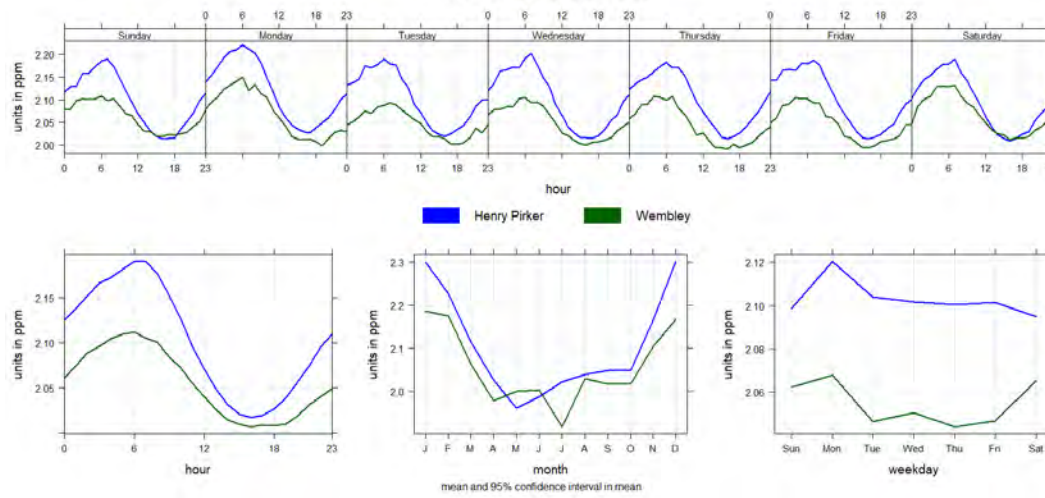 0 6 12 18 23 0 6 12 18 23 0 6 12 18 23
Sunday Monday Tuesday Wednesday Thursday Friday Saturday
2.20
2.15
2.10
2.05
2.00
units in ppm
0 6 12 18 23 0 6 12 18 23 0 6 12 18 23 0 6 12 18
hour
Henry Pirker Wembley
2.15
2.10
2.05
units in ppm
0 6 12 18 23
hour
2.3
2.2
2.1
2.0
units in ppm
J F M A M J J A S O N D
month
2.12
2.10
2.08
2.06
units in ppm
Sun Mon Tue Wed Thu Fri Sat
weekday
mean and 95% confidence interval in mean